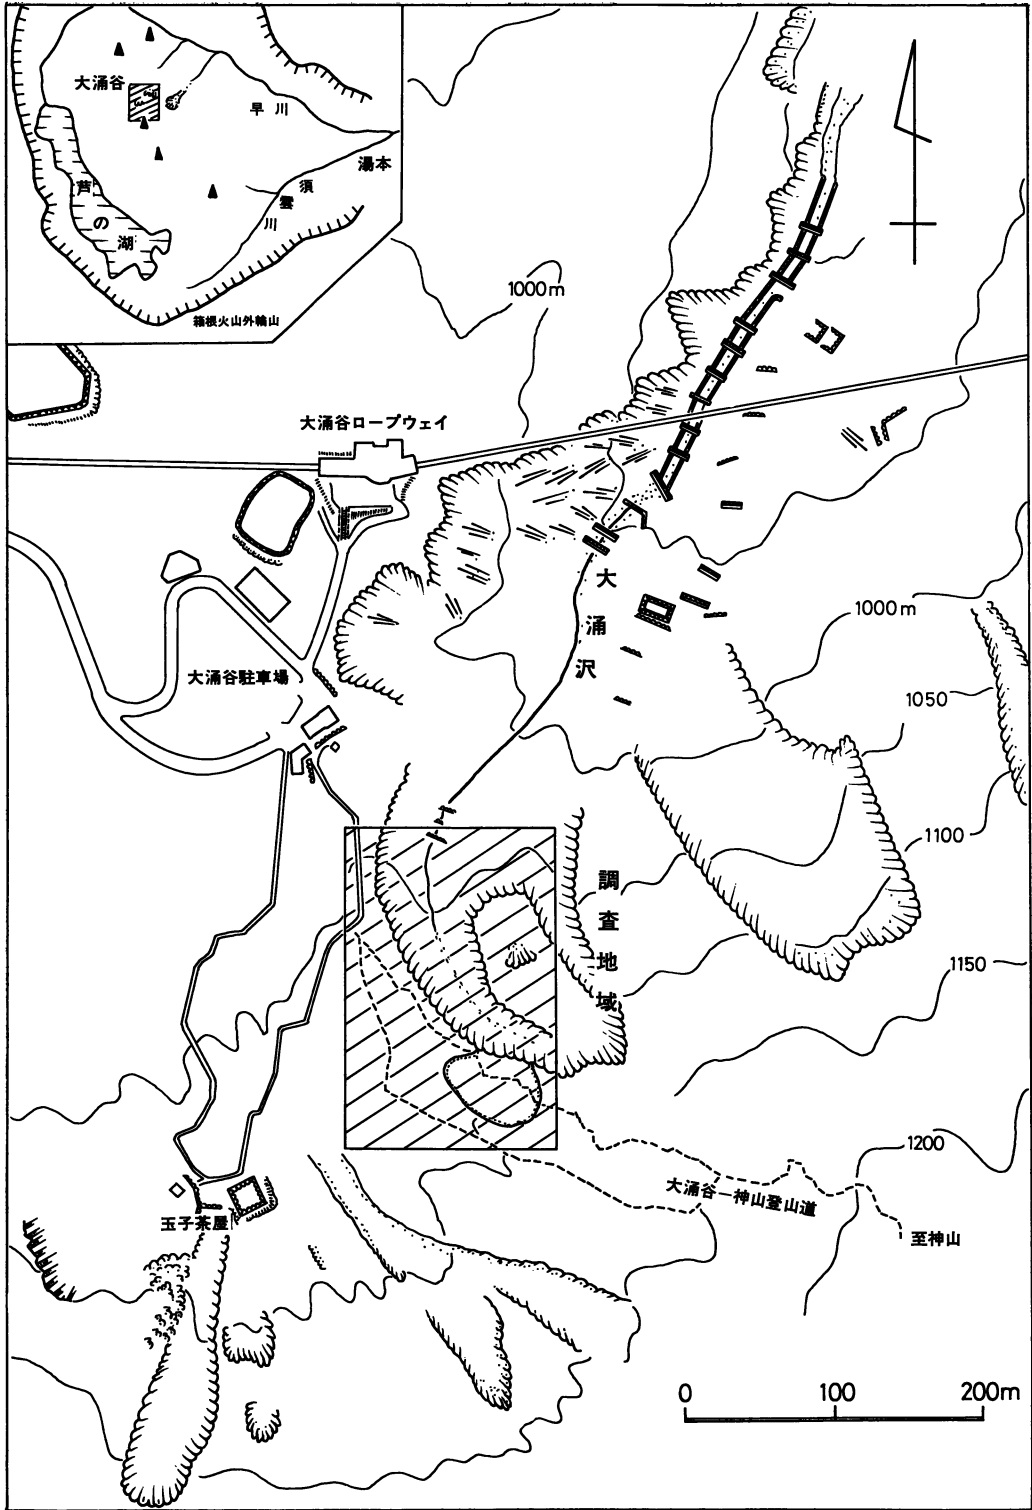 大涌谷
早川
湯本
須雲川
芦の湖
箱根火山外輪山
1000m
大涌谷ロープウェイ
大涌沢
1000m
大涌谷駐車場
1050
1100
調査地域
1150
1200
大涌谷―神山登山道
玉子茶屋
至神山
0 100 200m